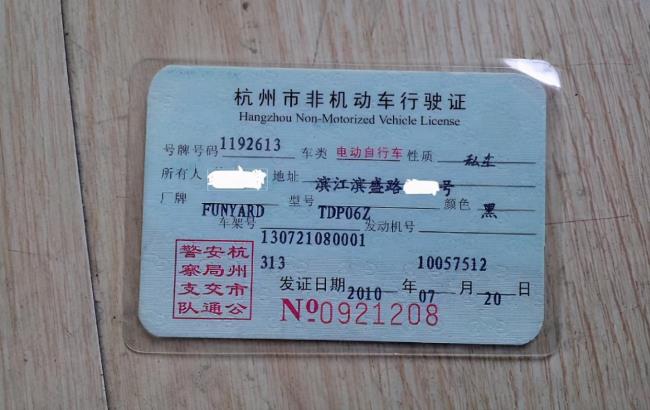 杭州市非机动车行驶证
Hangzhou Non-Motorized Vehicle License
号牌号码 1192613 车类 电动自行车 性质 私车
所有人 地址 滨江滨盛路 号
厂牌 FUNYARD 型号 TDP06Z 颜色 黑
车架号 130721080001 发动机号
313 10057512
发证日期 2010 年 07 月 20 日
№0921208
杭州市公
安局交通
警察支队